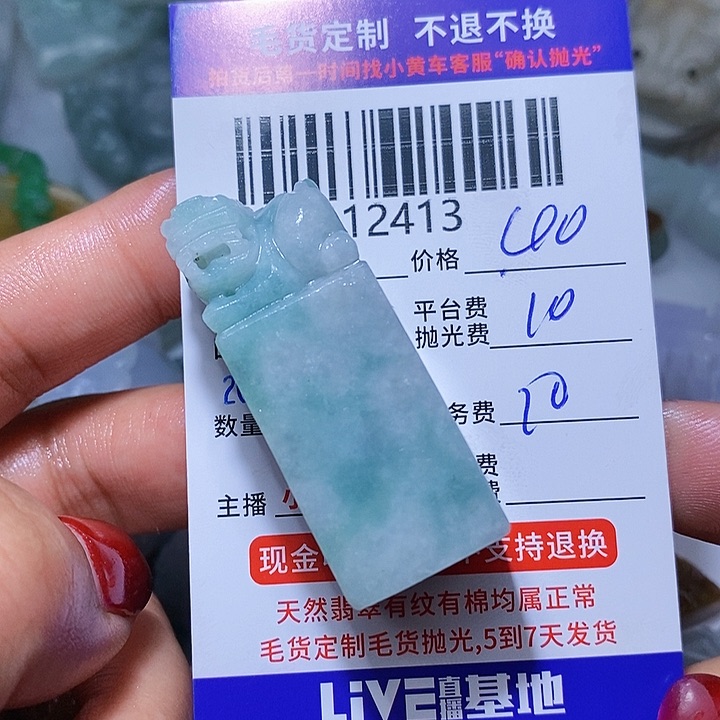 毛货定制 不退不换
拍货后第一时间找小黄车客服“确认抛光”
12413
价格 600
平台费
抛光费 10
数量
务费 50
费
费
主播 小
现金 支持退换
天然翡翠有纹有棉均属正常
毛货定制毛货抛光,5到7天发货
LiVE直播基地